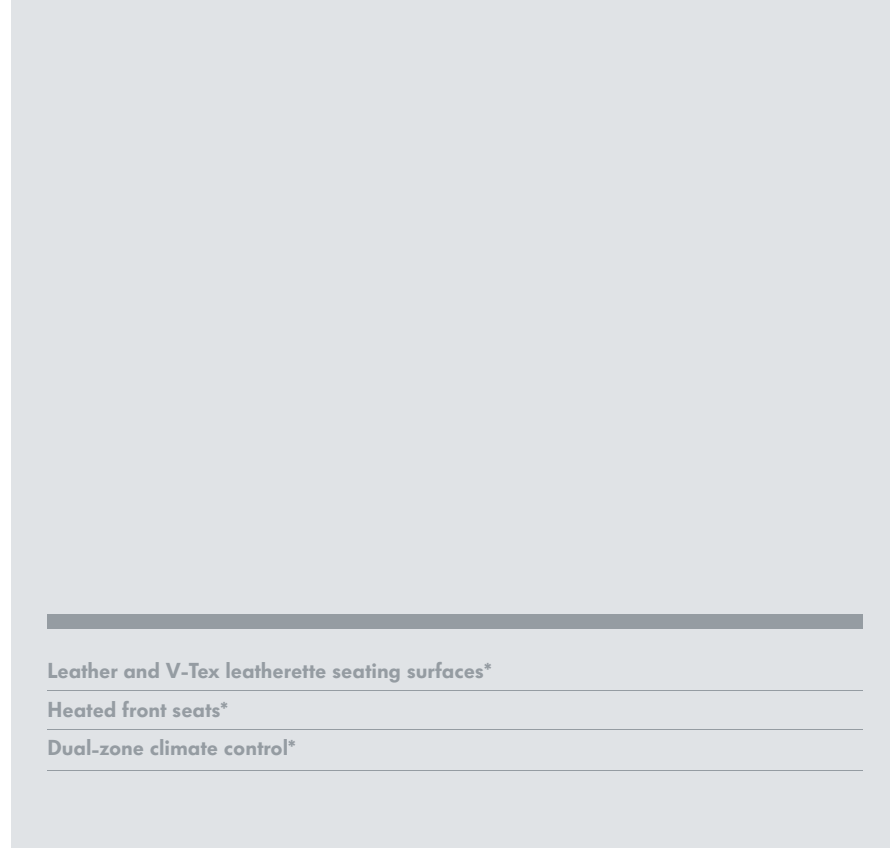 Leather and V-Tex leatherette seating surfaces*
Heated front seats*
Dual-zone climate control*